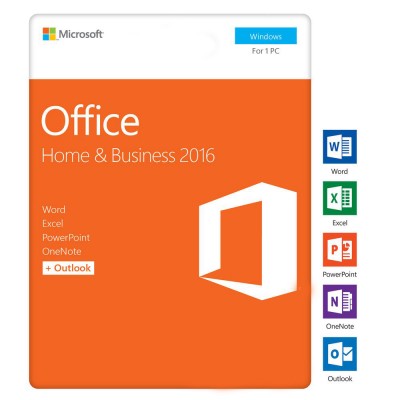 Microsoft
Windows
For 1 PC
Office
Home & Business 2016
Word
Excel
PowerPoint
OneNote
+ Outlook
W
Word
X
Excel
P
PowerPoint
N
OneNote
O
Outlook